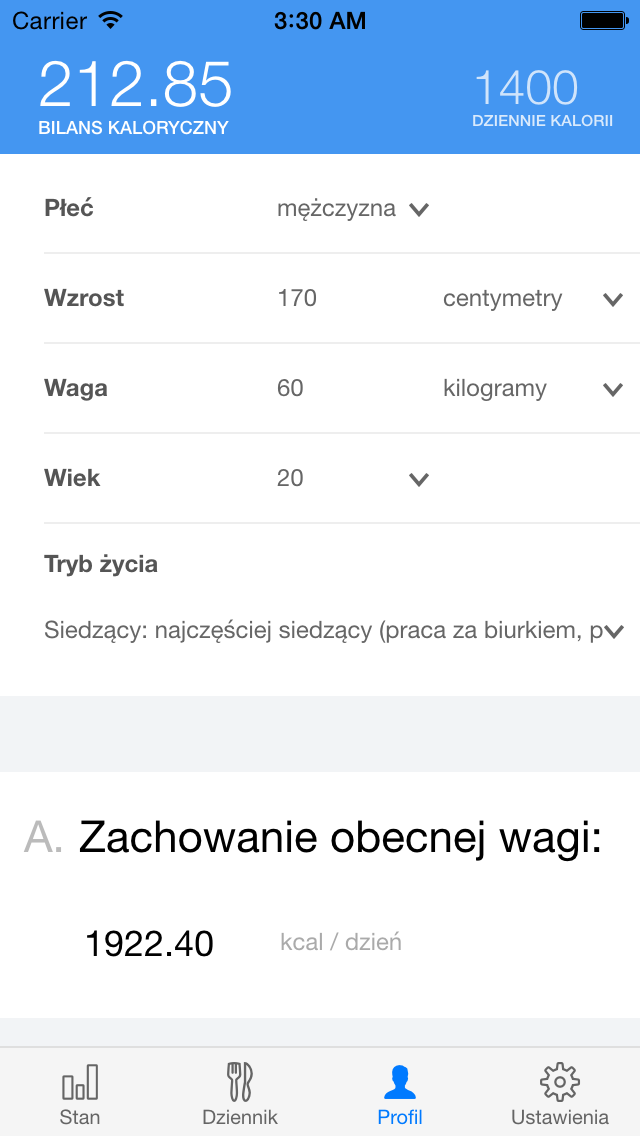 Carrier 3:30 AM
212.85 1400
BILANS KALORYCZNY DZIENNIE KALORII
Płeć mężczyzna
Wzrost 170 centymetry
Waga 60 kilogramy
Wiek 20
Tryb życia
Siedzący: najczęściej siedzący (praca za biurkiem, p
A. Zachowanie obecnej wagi:
1922.40 kcal / dzień
Stan Dziennik Profil Ustawienia